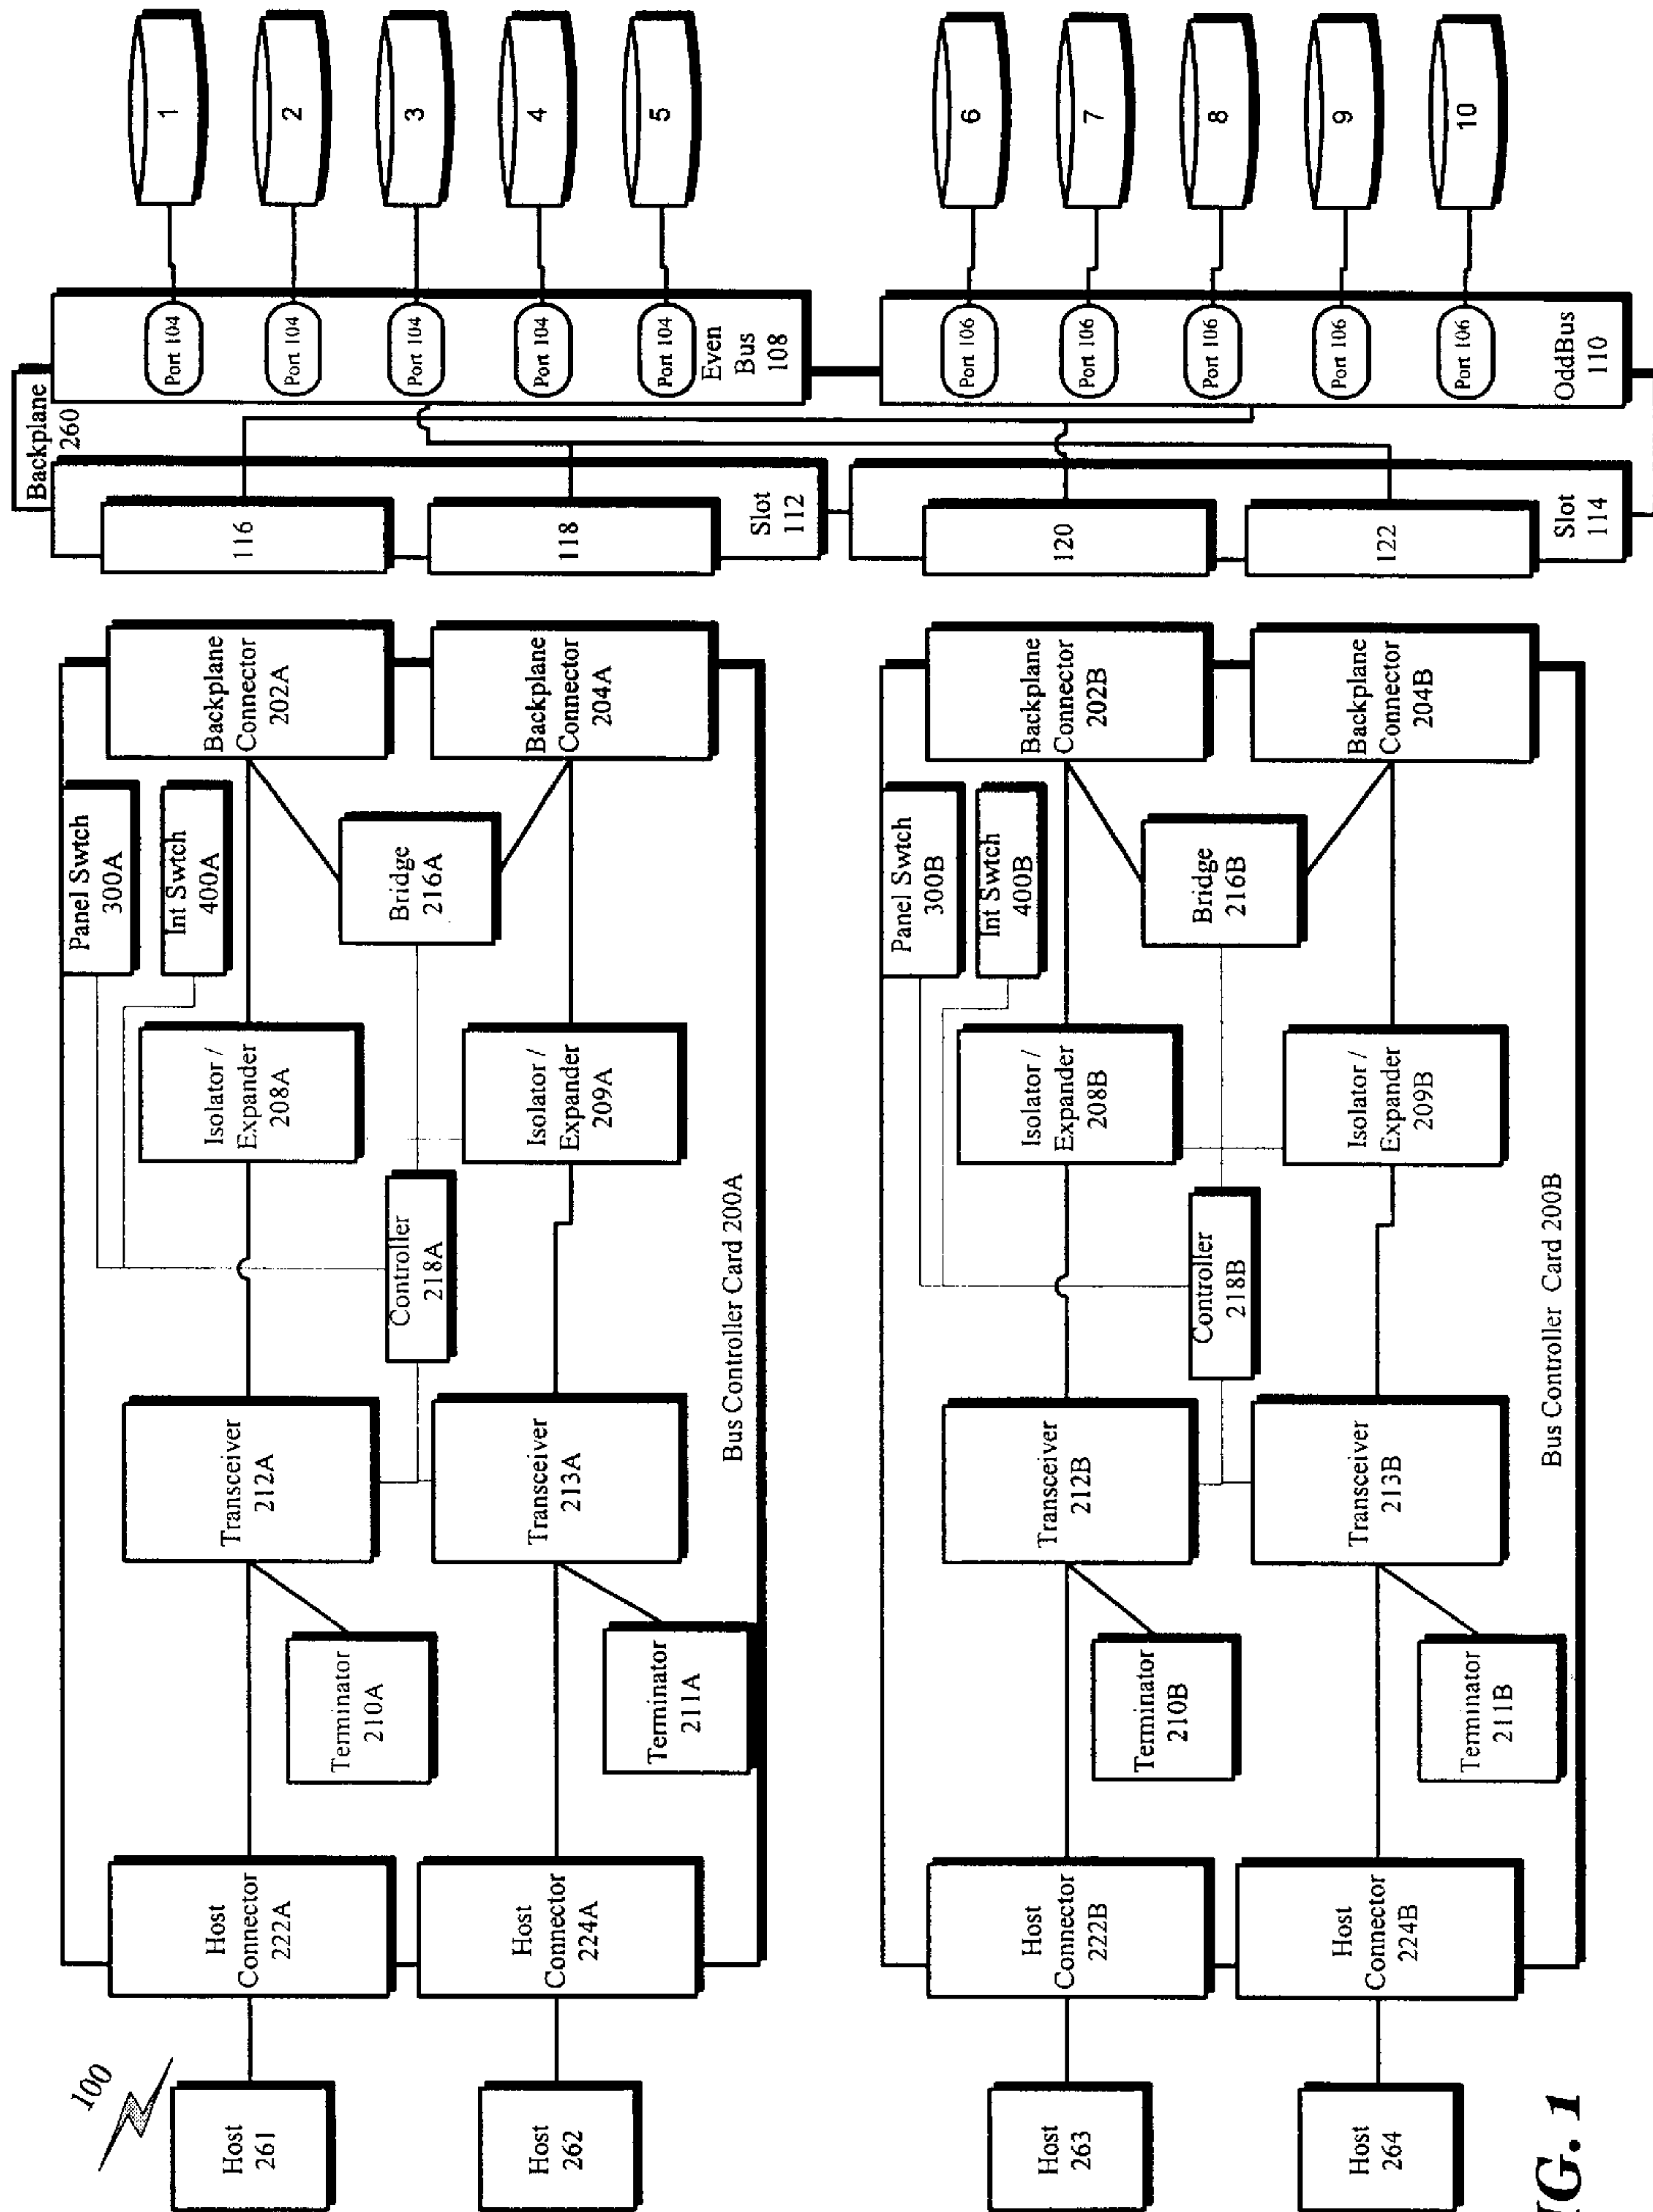 100
Host
261
Host
262
Host
263
Host
264
Host
Connector
222A
Host
Connector
224A
Host
Connector
222B
Host
Connector
224B
Terminator
210A
Terminator
211A
Terminator
210B
Terminator
211B
Transceiver
212A
Transceiver
213A
Transceiver
212B
Transceiver
213B
Controller
218A
Controller
218B
Bus Controller Card 200A
Bus Controller Card 200B
Isolator /
Expander
208A
Isolator /
Expander
209A
Isolator /
Expander
208B
Isolator /
Expander
209B
Panel Swtch
300A
Int Swtch
400A
Bridge
216A
Panel Swtch
300B
Int Swtch
400B
Bridge
216B
Backplane
Connector
202A
Backplane
Connector
204A
Backplane
Connector
202B
Backplane
Connector
204B
Backplane
260
116
118
Slot
112
120
122
Slot
114
Port 104
Port 104
Port 104
Port 104
Port 104
Even
Bus
108
Port 106
Port 106
Port 106
Port 106
Port 106
OddBus
110
1
2
3
4
5
6
7
8
9
10
IG. 1